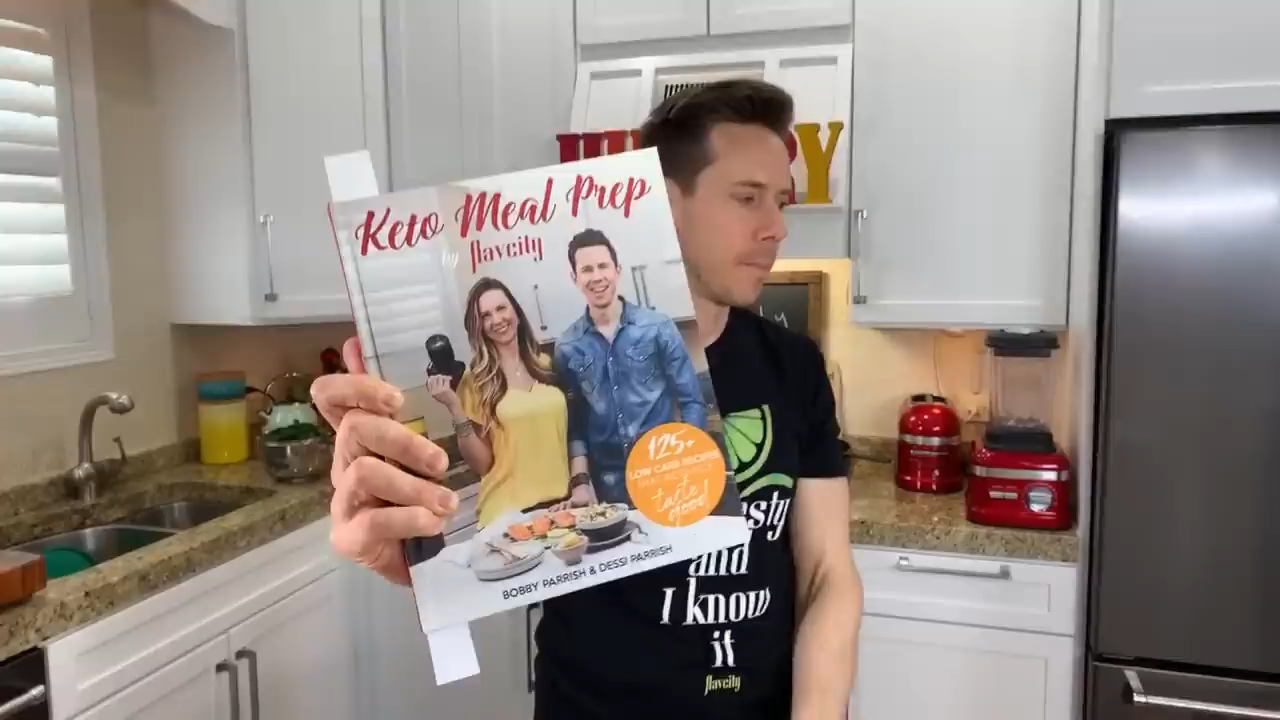 Keto Meal Prep
by flavcity
125+
LOW CARB RECIPES
taste
good!
BOBBY PARRISH & DESSI PARRISH
and
I know
it
flavcity